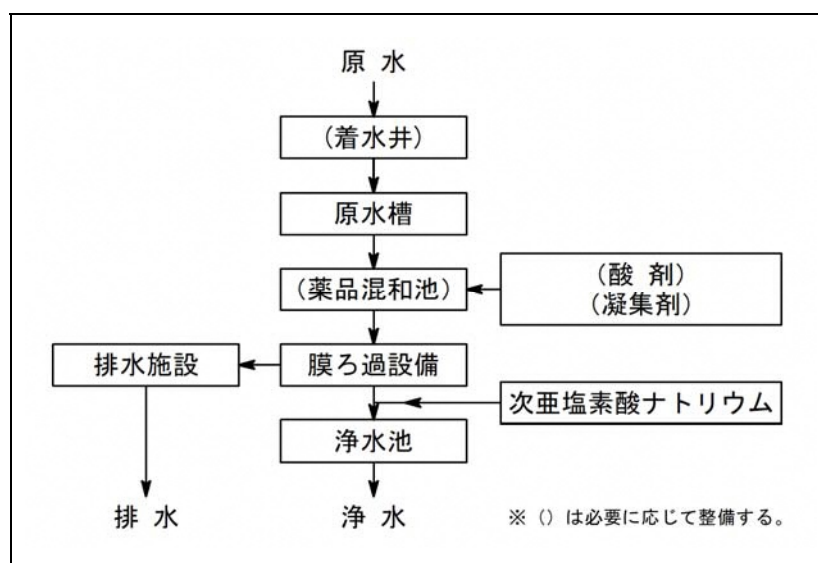 原 水
(着水井)
原水槽
(薬品混和池)
(酸 剤)
(凝集剤)
排水施設
膜ろ過設備
次亜塩素酸ナトリウム
浄水池
排 水
浄 水
※ () は必要に応じて整備する。